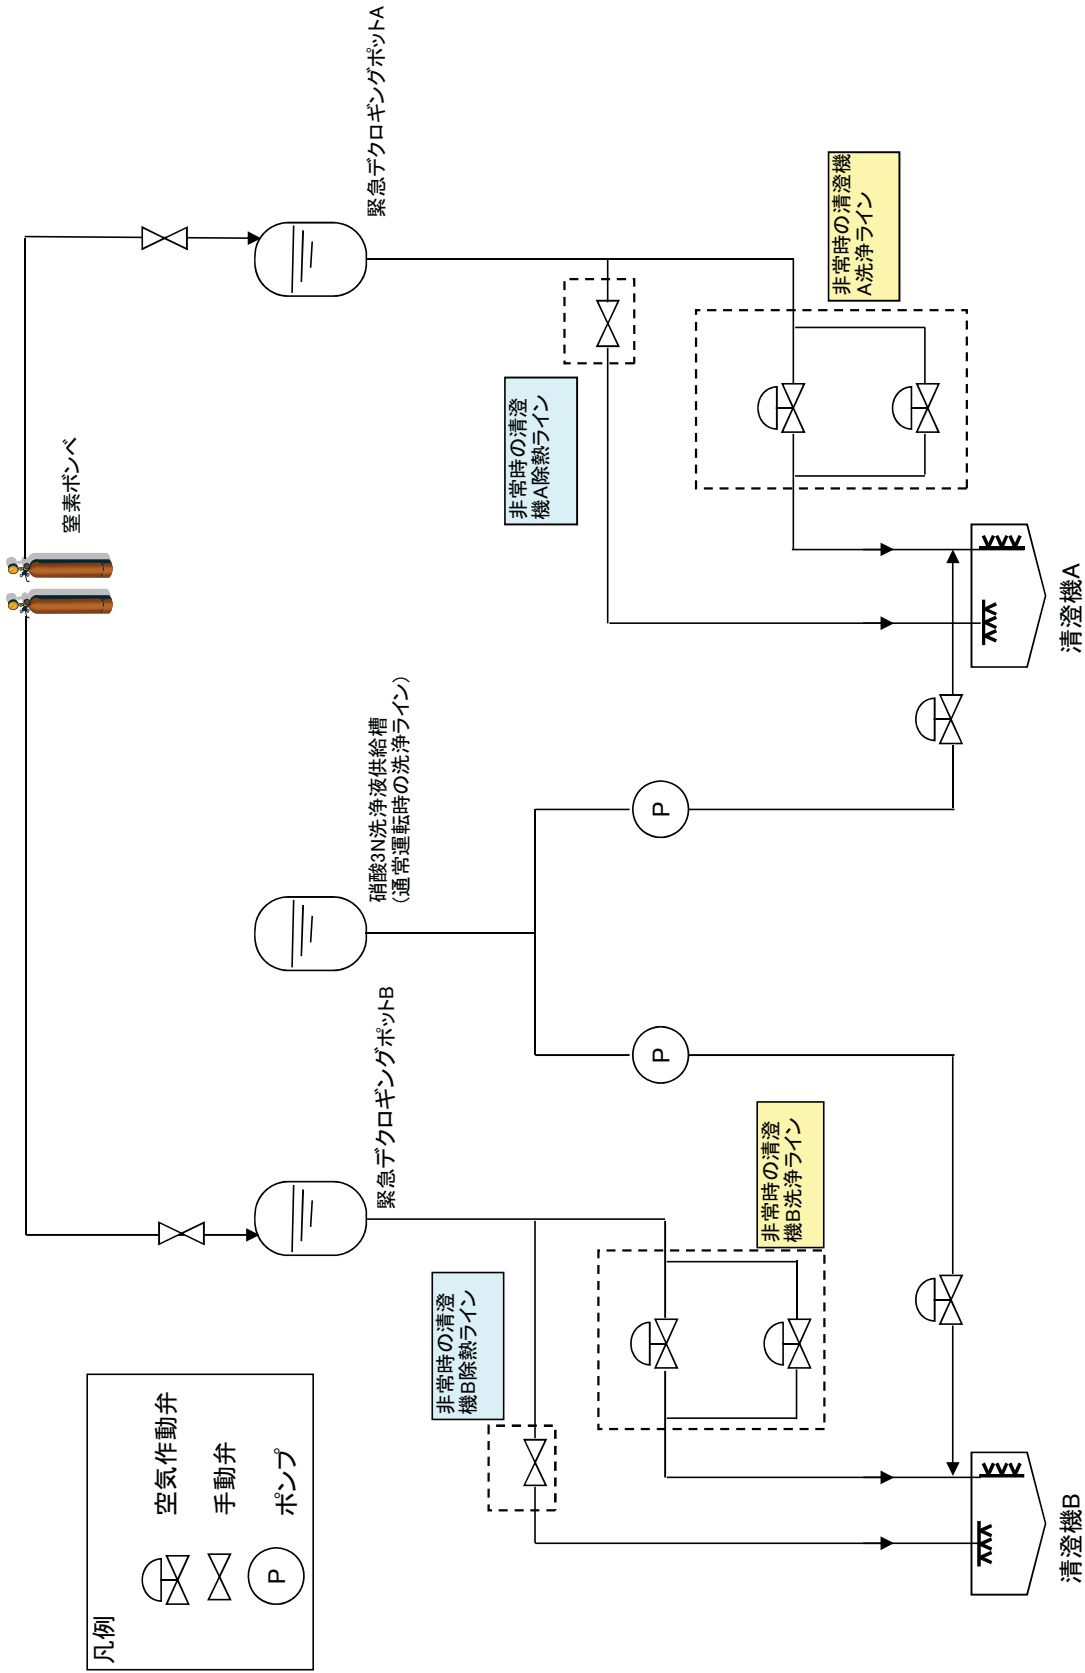 窒素ボンベ
緊急デクロギングポットB
硝酸3N洗浄液供給槽
(通常運転時の洗浄ライン)
緊急デクロギングポットA
非常時の清澄
機B除熱ライン
非常時の清澄
機B洗浄ライン
非常時の清澄
機A除熱ライン
非常時の清澄機
A洗浄ライン
P
P
清澄機B
清澄機A
凡例
空気作動弁
手動弁
P
ポンプ